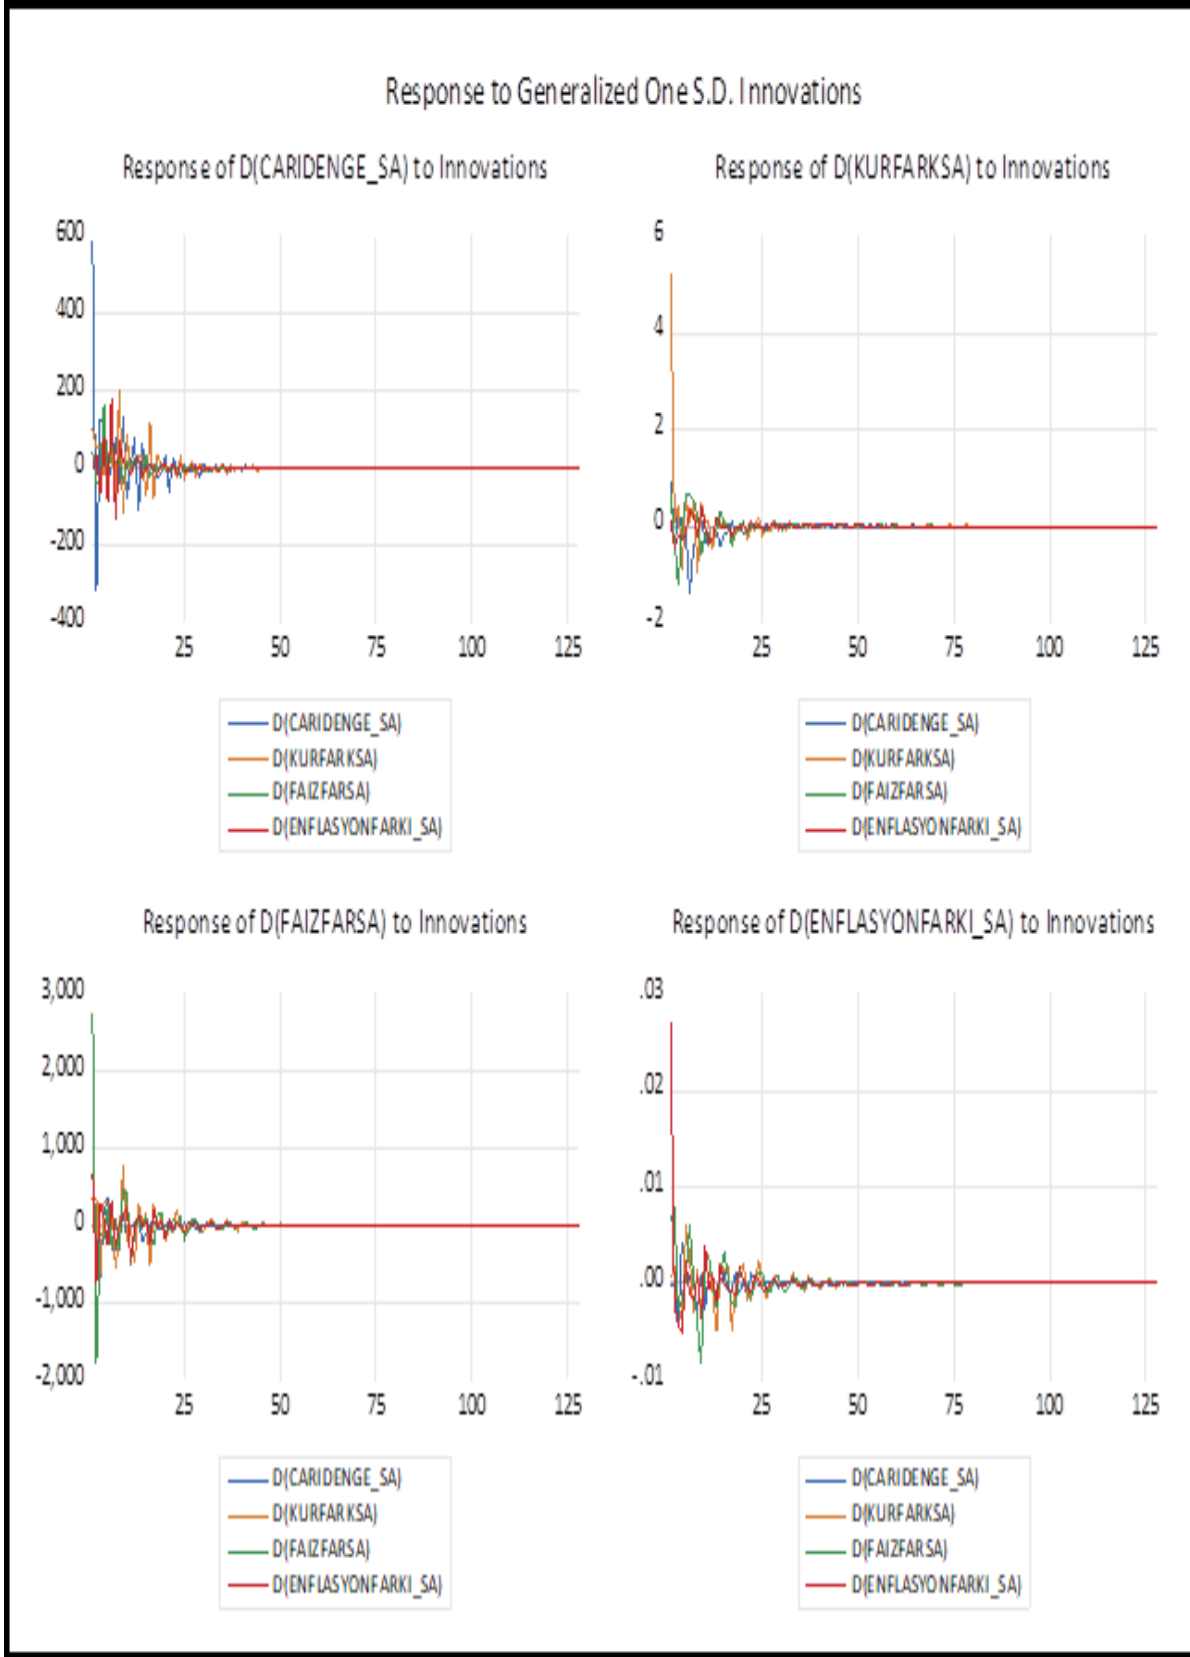 Response to Generalized One S.D. Innovations
Response of D(CARIDENGE_SA) to Innovations
600
400
200
0
-200
-400
25 50 75 100 125
D(CARIDENGE_SA)
D(KURFARKSA)
D(FAIZFARSA)
D(ENFLASYONFARKI_SA)
Response of D(KURFARKSA) to Innovations
6
4
2
0
-2
25 50 75 100 125
D(CARIDENGE_SA)
D(KURFARKSA)
D(FAIZFARSA)
D(ENFLASYONFARKI_SA)
Response of D(FAIZFARSA) to Innovations
3,000
2,000
1,000
0
-1,000
-2,000
25 50 75 100 125
D(CARIDENGE_SA)
D(KURFARKSA)
D(FAIZFARSA)
D(ENFLASYONFARKI_SA)
Response of D(ENFLASYONFARKI_SA) to Innovations
.03
.02
.01
.00
-.01
25 50 75 100 125
D(CARIDENGE_SA)
D(KURFARKSA)
D(FAIZFARSA)
D(ENFLASYONFARKI_SA)